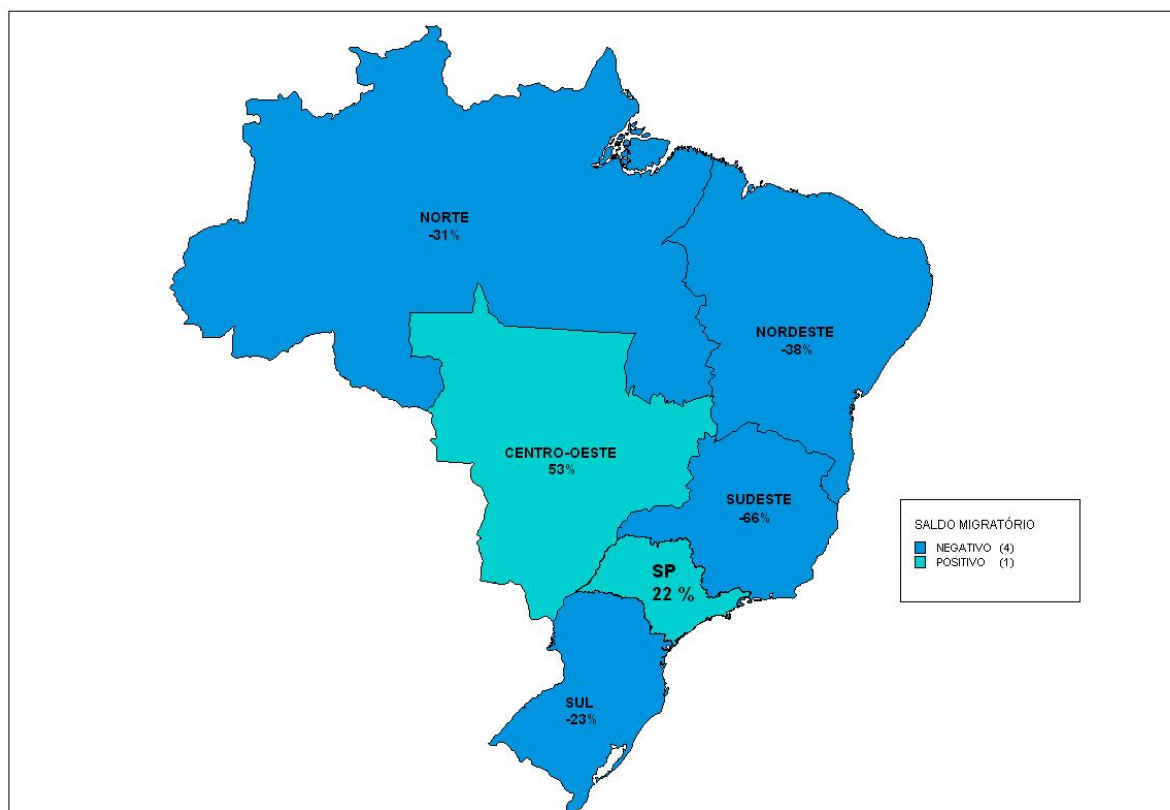 NORTE
-31%
NORDESTE
-38%
CENTRO-OESTE
53%
SUDESTE
-66%
SALDO MIGRATÓRIO
NEGATIVO (4)
POSITIVO (1)
SP
22 %
SUL
-23%